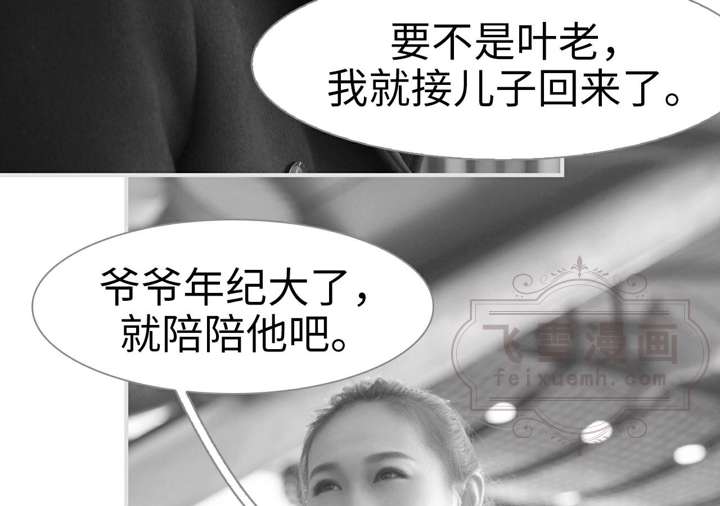 要不是叶老，
我就接儿子回来了。
爷爷年纪大了，
就陪陪他吧。
飞雪漫画
feixuemh.com